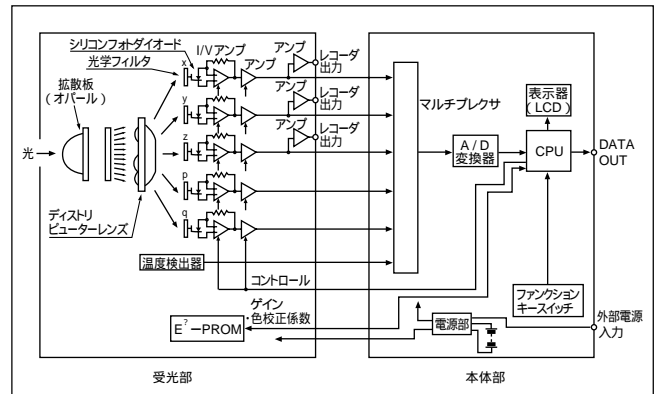 シリコンフォトダイオード
I/Vアンプ
アンプ
アンプ
レコーダ
出力
光学フィルタ
x
拡散板
(オパール)
y
アンプ
レコーダ
出力
z
アンプ
レコーダ
出力
光
p
q
ディストリ
ビューターレンズ
温度検出器
コントロール
ゲイン
・色校正係数
E?−PROM
受光部
マルチプレクサ
A/D
変換器
表示器
(LCD)
CPU
DATA
OUT
ファンクション
キースイッチ
電源部
外部電源
入力
本体部